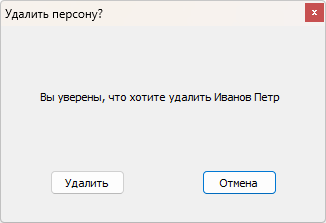 Удалить персону?
Вы уверены, что хотите удалить Иванов Петр
Удалить
Отмена